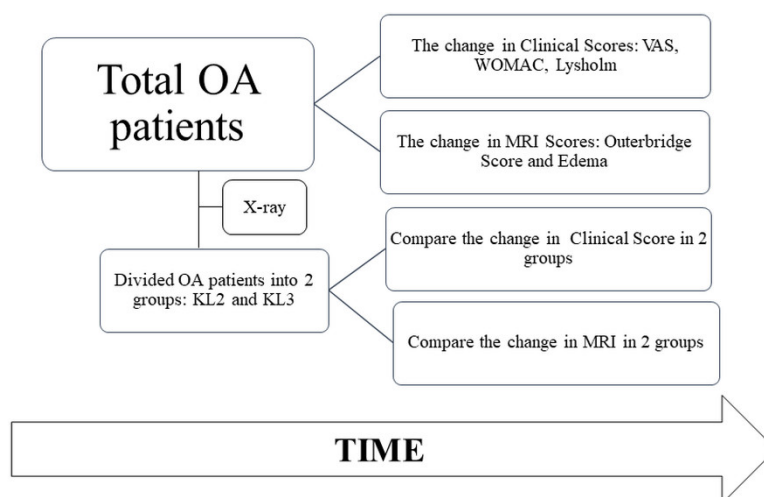 Total OA
patients
The change in Clinical Scores: VAS,
WOMAC, Lysholm
The change in MRI Scores: Outerbridge
Score and Edema
X-ray
Divided OA patients into 2
groups: KL2 and KL3
Compare the change in Clinical Score in 2
groups
Compare the change in MRI in 2 groups
TIME